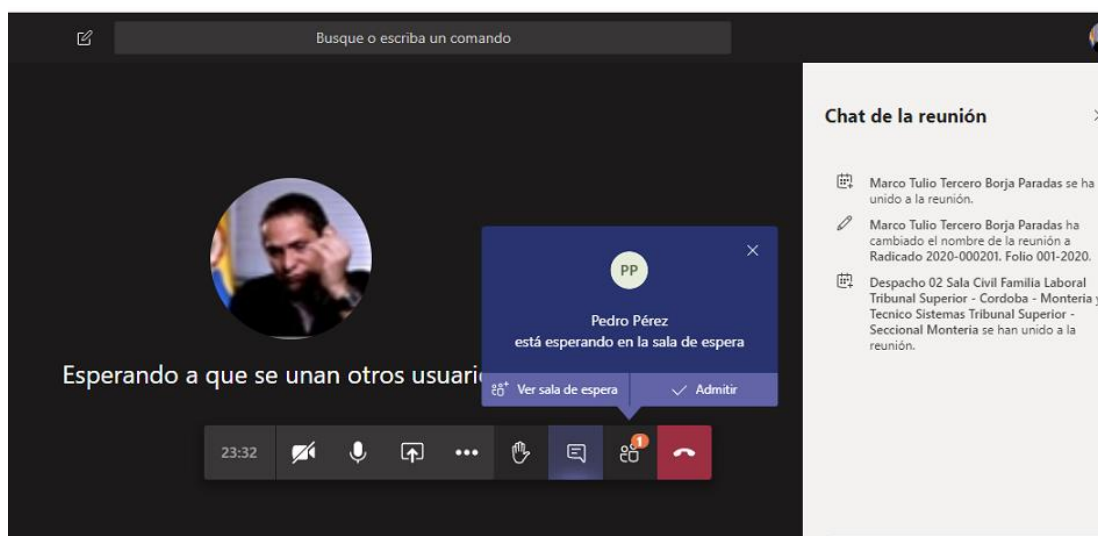 Busque o escriba un comando
Chat de la reunión
Marco Tulio Tercero Borja Paradas se ha
unido a la reunión.
Marco Tulio Tercero Borja Paradas ha
cambiado el nombre de la reunión a
Radicado 2020-000201. Folio 001-2020.
Despacho 02 Sala Civil Familia Laboral
Tribunal Superior - Cordoba - Monteria y
Tecnico Sistemas Tribunal Superior -
Seccional Monteria se han unido a la
reunión.
PP
Pedro Pérez
está esperando en la sala de espera
Ver sala de espera
Admitir
Esperando a que se unan otros usuari
23:32
1